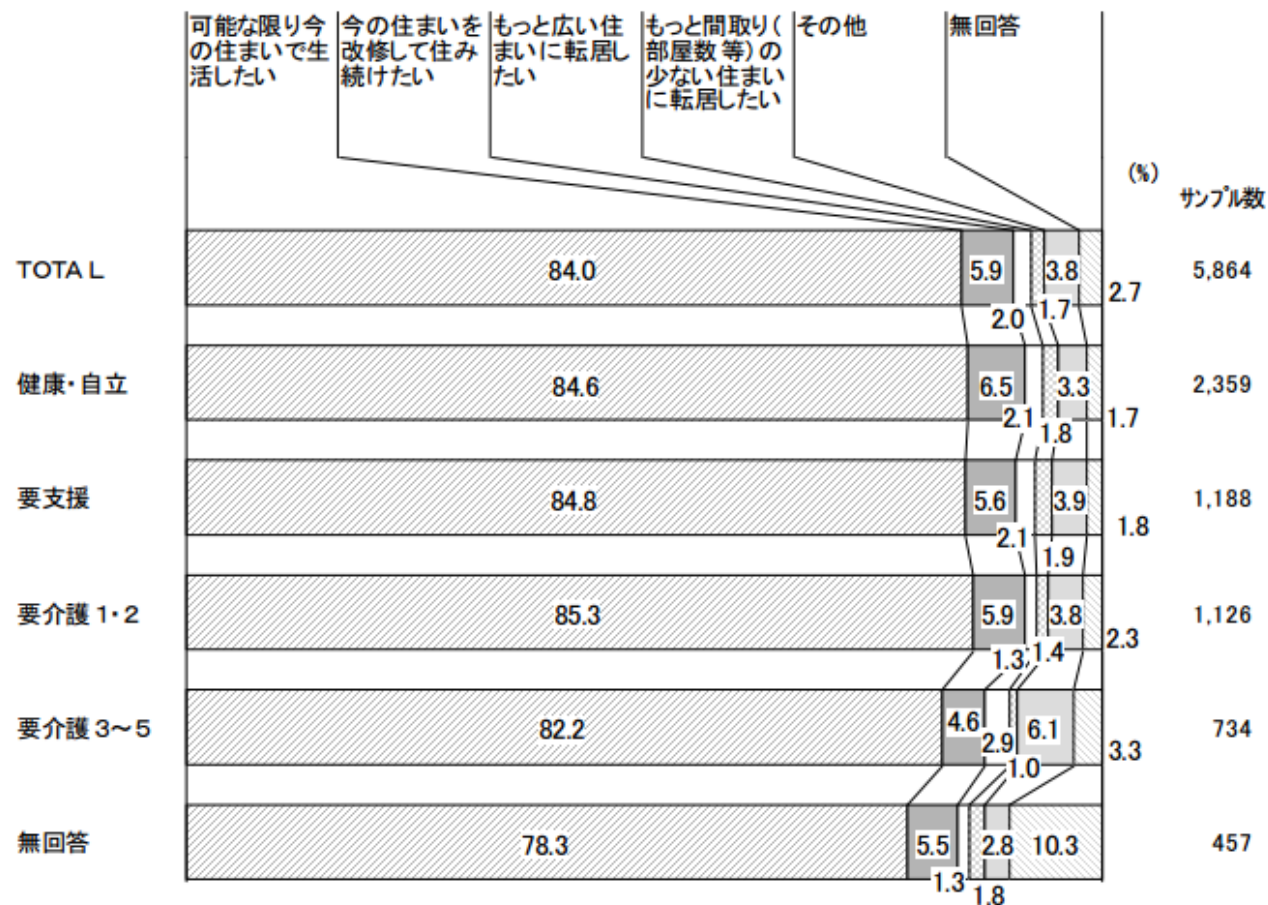 可能な限り今
の住まいで生
活したい
今の住まいを
改修して住み
続けたい
もっと広い住
まいに転居し
たい
もっと間取り(
部屋数等)の
少ない住まい
に転居したい
その他
無回答
(%)
サンプル数
TOTAL
84.0
5.9
2.0
1.7
3.8
2.7
5,864
健康・自立
84.6
6.5
2.1
1.8
3.3
1.7
2,359
要支援
84.8
5.6
2.1
1.9
3.9
1.8
1,188
要介護1・2
85.3
5.9
1.3
1.4
3.8
2.3
1,126
要介護3~5
82.2
4.6
2.9
1.0
6.1
3.3
734
無回答
78.3
5.5
1.3
1.8
2.8
10.3
457